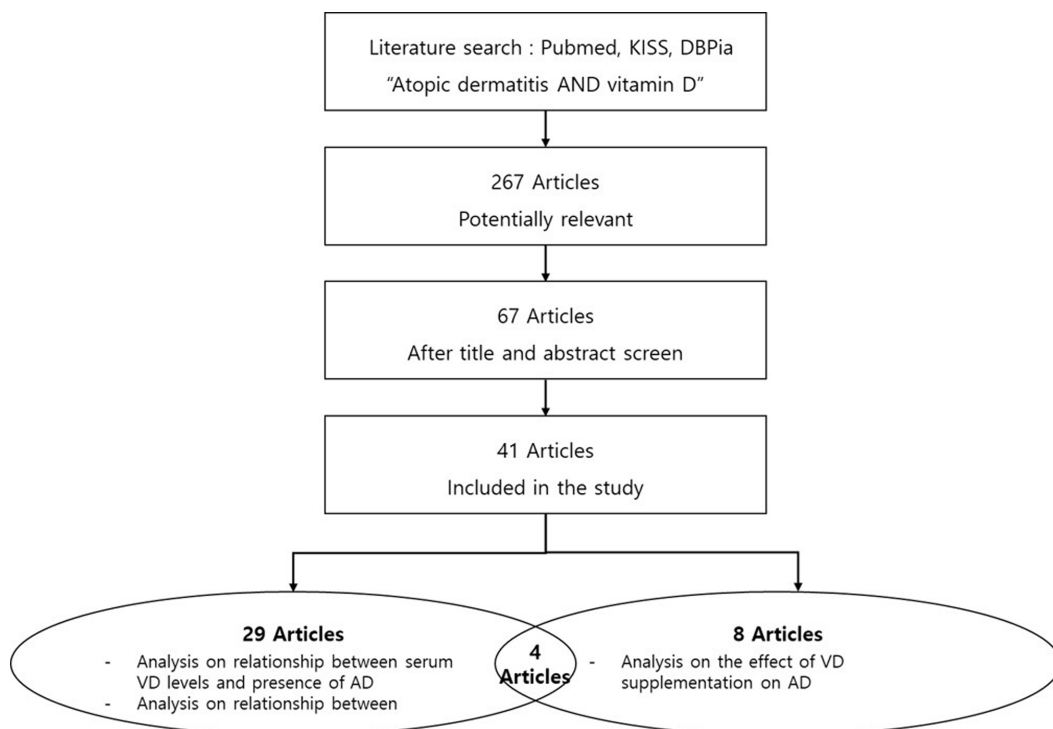 Literature search : Pubmed, KISS, DBPia
“Atopic dermatitis AND vitamin D”
267 Articles
Potentially relevant
67 Articles
After title and abstract screen
41 Articles
Included in the study
29 Articles
- Analysis on relationship between serum
VD levels and presence of AD
- Analysis on relationship between
4
Articles
8 Articles
- Analysis on the effect of VD
supplementation on AD